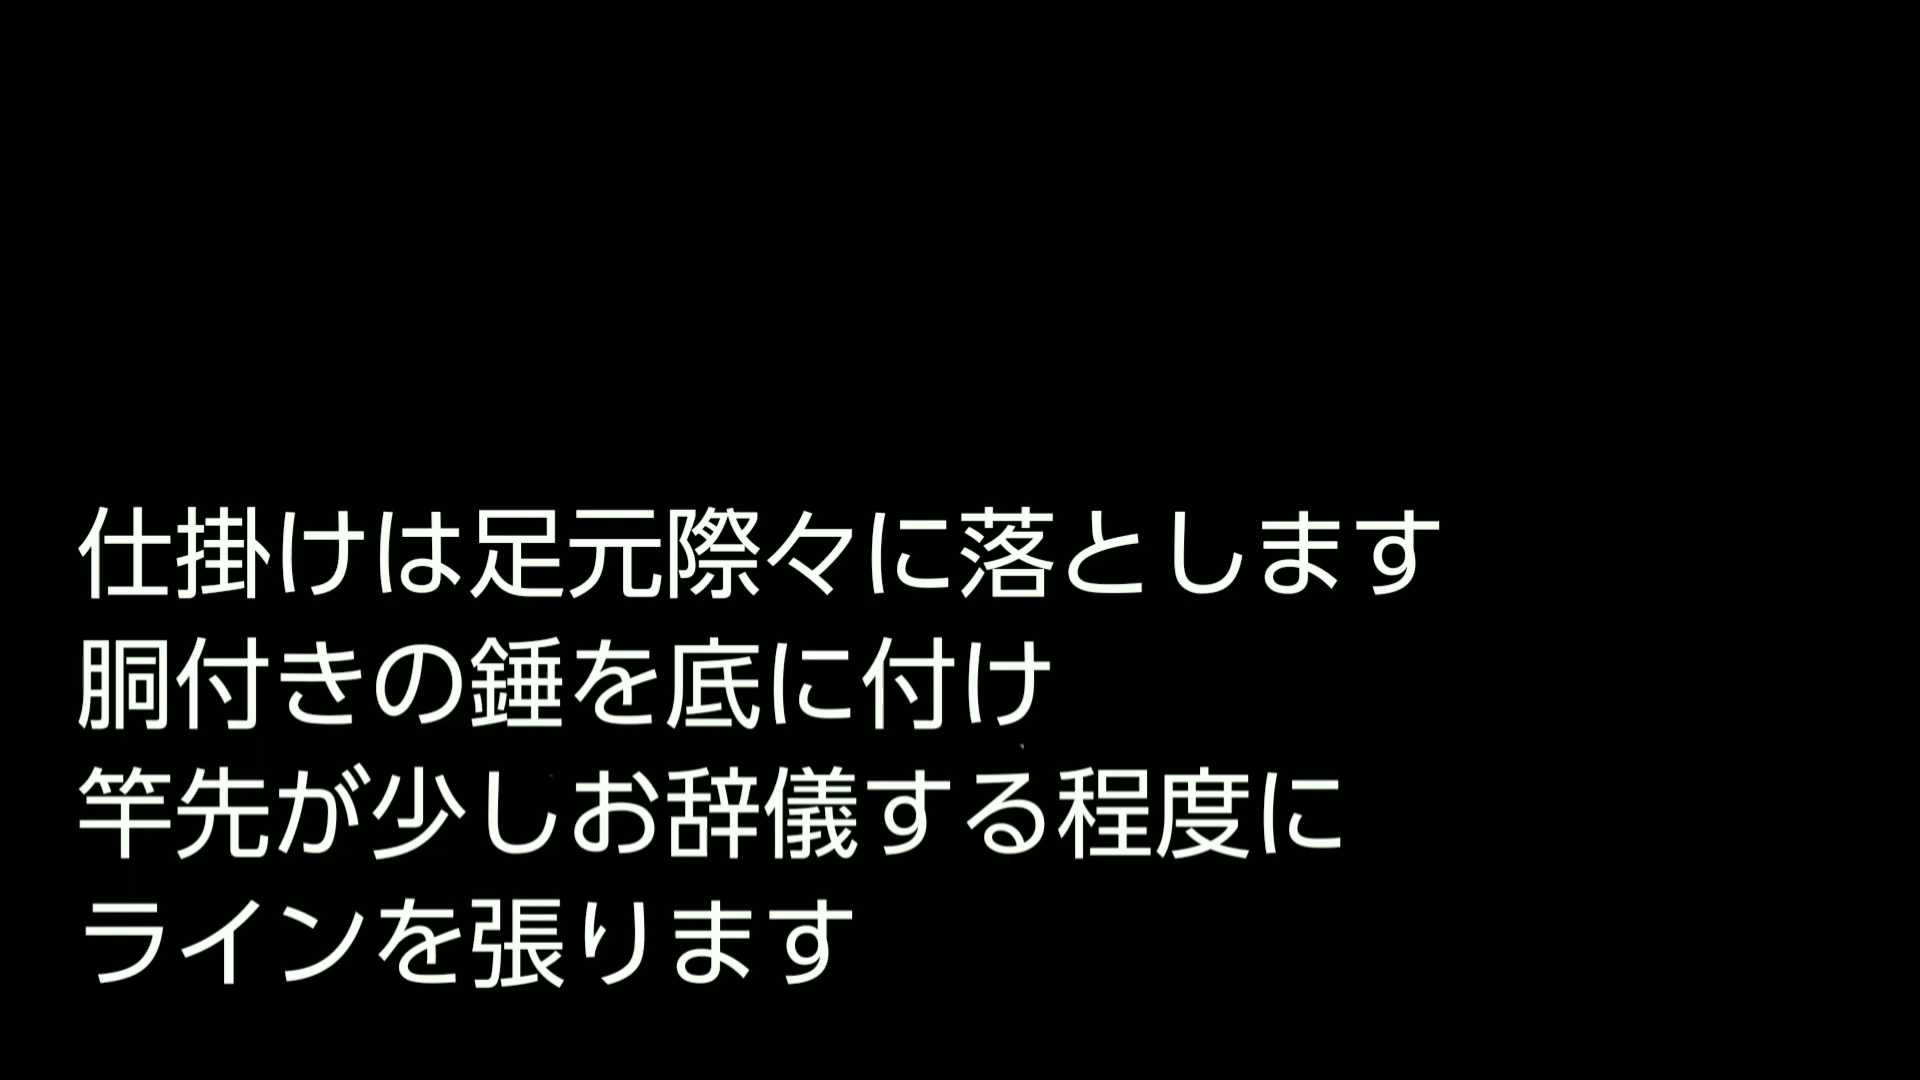 仕掛けは足元際々に落とします
胴付きの錘を底に付け
竿先が少しお辞儀する程度に
ラインを張ります